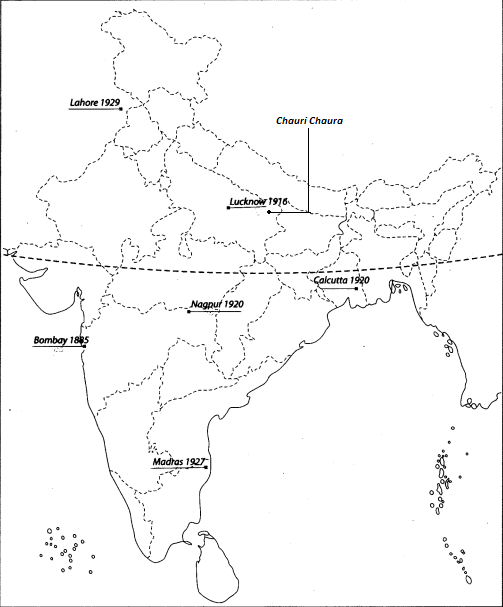 Lahore 1929
Chauri Chaura
Lucknow 1916
Calcutta 1920
Nagpur 1920
Bombay 1885
Madras 1927